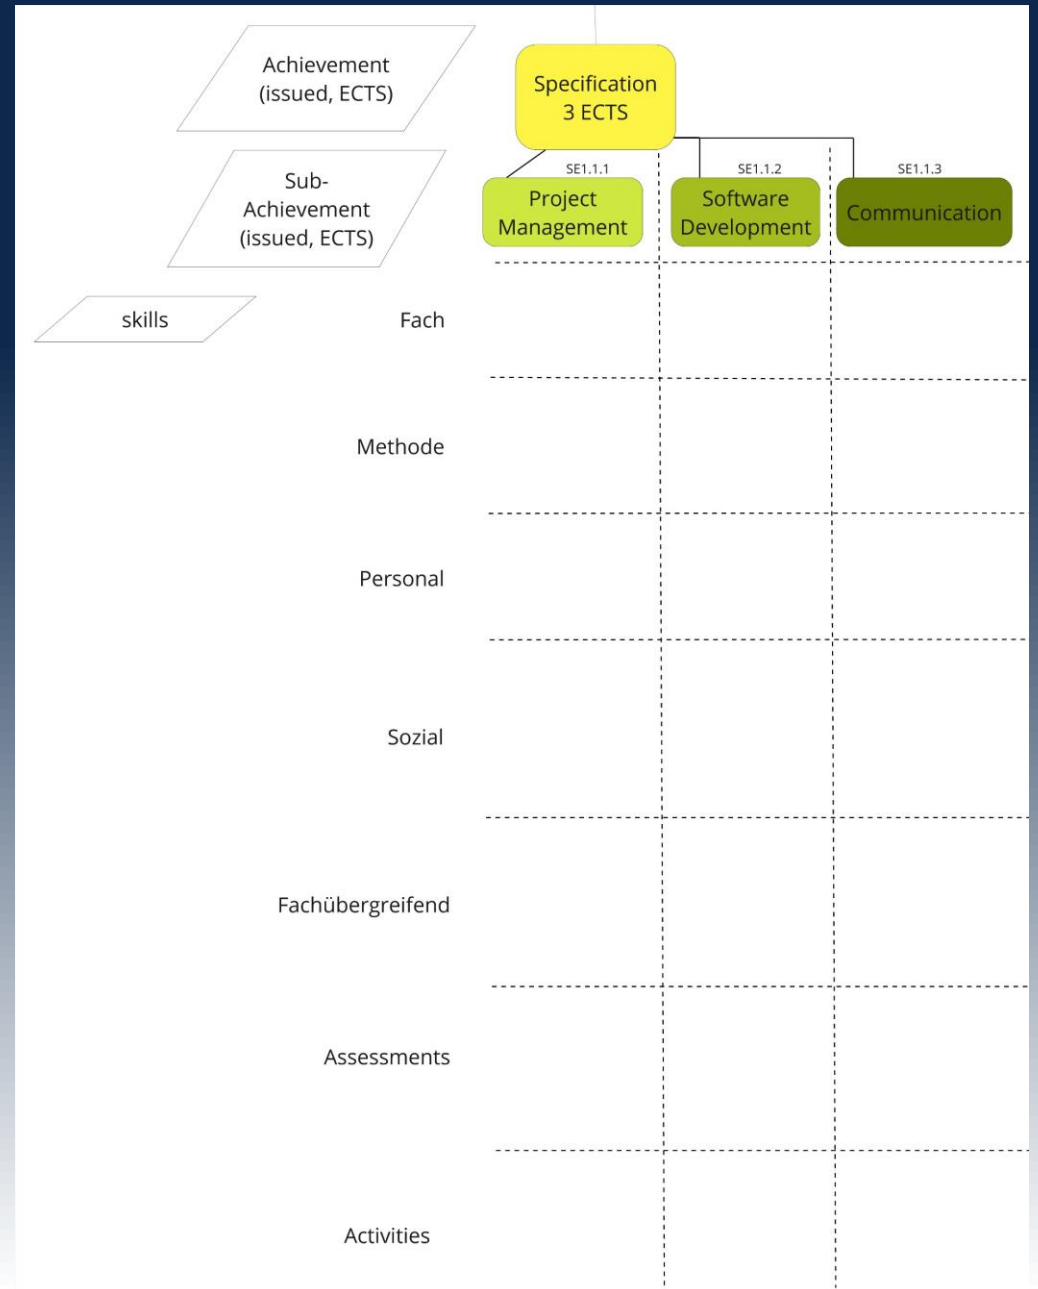 Achievement
(issued, ECTS)
Specification
3 ECTS
Sub-
Achievement
(issued, ECTS)
SE1.1.1
Project
Management
SE1.1.2
Software
Development
SE1.1.3
Communication
skills
Fach
Methode
Personal
Sozial
Fachübergreifend
Assessments
Activities